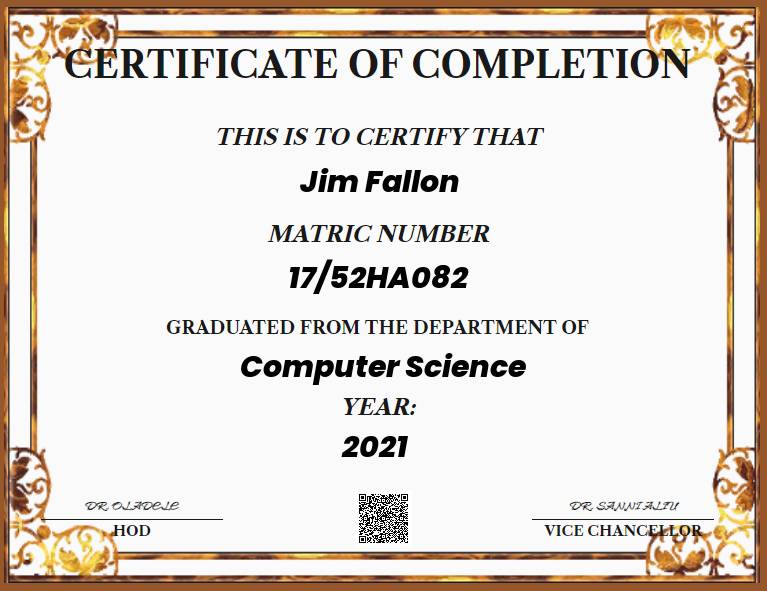 CERTIFICATE OF COMPLETION
THIS IS TO CERTIFY THAT
Jim Fallon
MATRIC NUMBER
17/52HA082
GRADUATED FROM THE DEPARTMENT OF
Computer Science
YEAR:
2021
DR. OLADELE
DR. SANNI ALIU
HOD
VICE CHANCELLOR